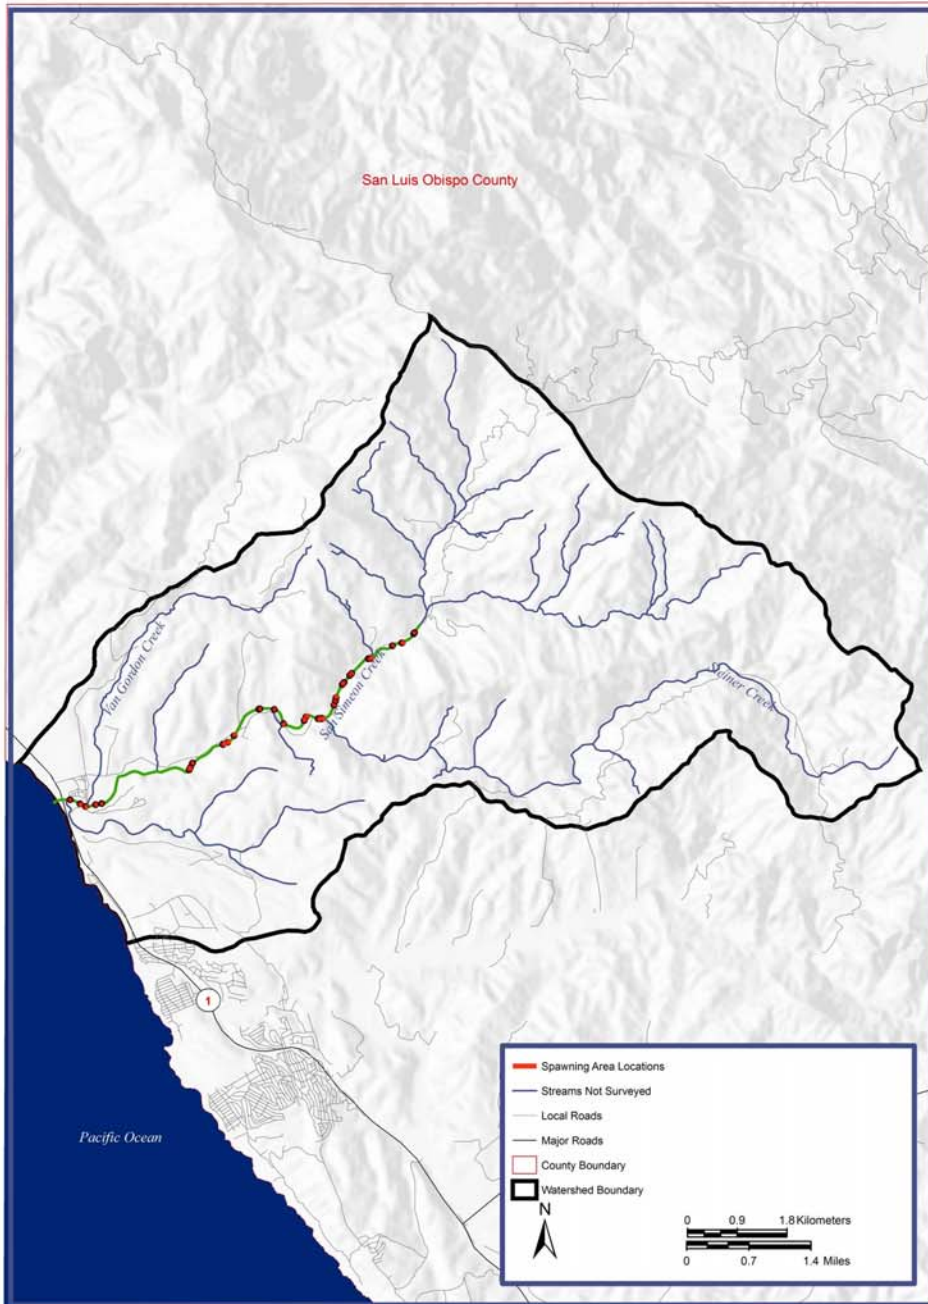 San Luis Obispo County
Van Gordon Creek
San Simeon Creek
Steiner Creek
1
Pacific Ocean
Spawning Area Locations
Streams Not Surveyed
Local Roads
Major Roads
County Boundary
Watershed Boundary
N
0 0.9 1.8 Kilometers
0 0.7 1.4 Miles